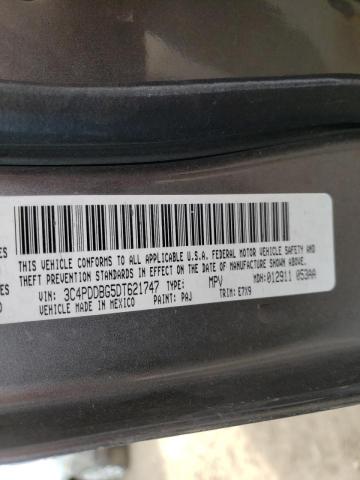 THIS VEHICLE CONFORMS TO ALL APPLICABLE U.S.A. FEDERAL MOTOR VEHICLE SAFETY AND
THEFT PREVENTION STANDARDS IN EFFECT ON THE DATE OF MANUFACTURE SHOWN ABOVE.
VIN: 3C4PDDBG5DT621747 TYPE: MPV MDH: 012911 053AA
VEHICLE MADE IN MEXICO PAINT: PAJ TRIM: E7X9